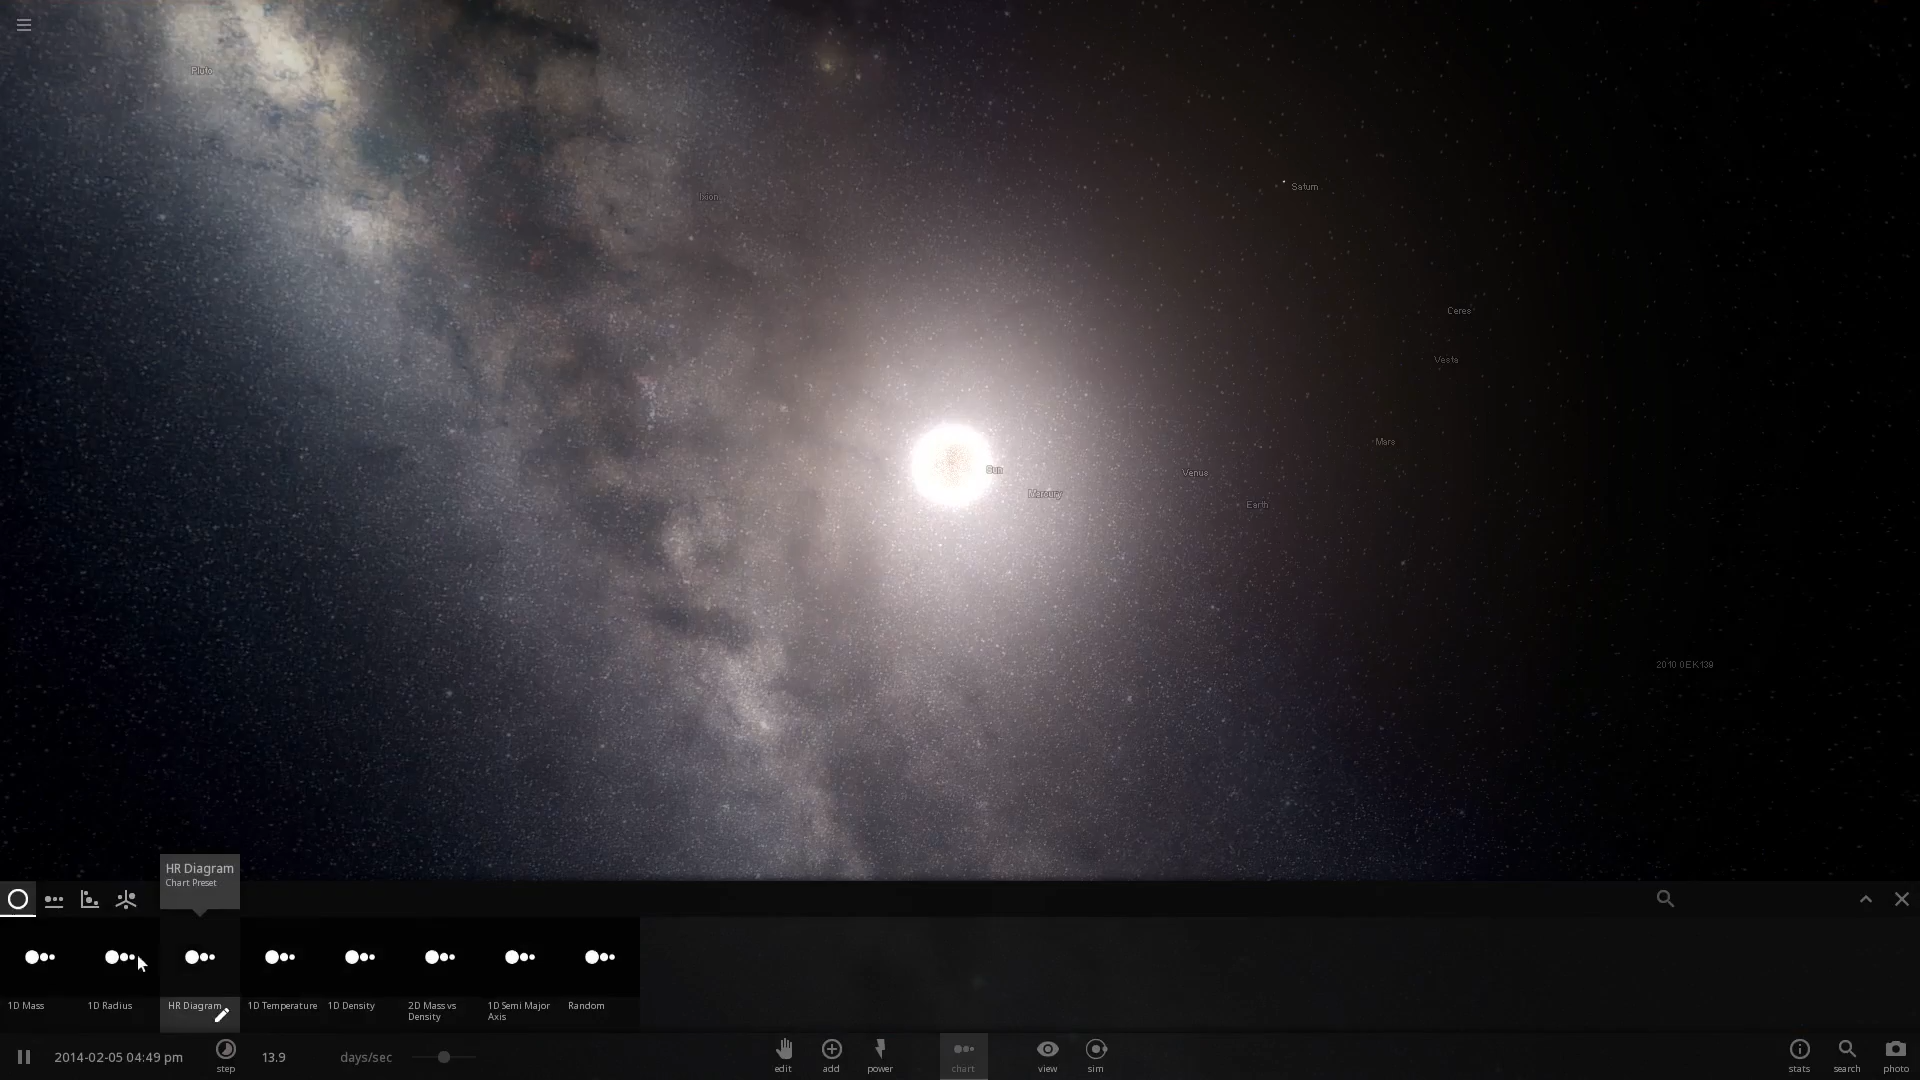 Pluto
Ixion
Saturn
Ceres
Vesta
Mars
Sun
Venus
Mercury
Earth
2010 0EK139
HR Diagram
Chart Preset
1D Mass
1D Radius
HR Diagram
1D Temperature
1D Density
2D Mass vs
Density
1D Semi Major
Axis
Random
2014-02-05 04:49 pm
step
13.9
days/sec
edit
add
power
chart
view
sim
stats
search
photo